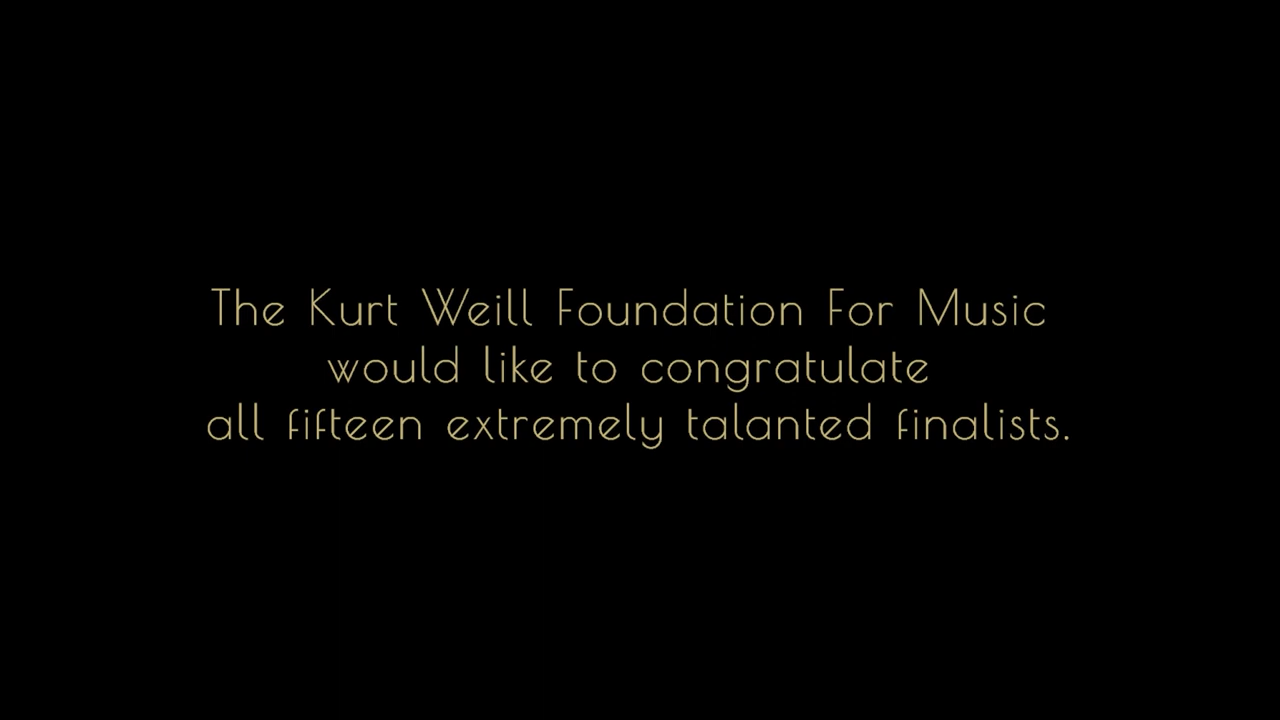 The Kurt Weill Foundation For Music
would like to congratulate
all fifteen extremely talanted finalists.